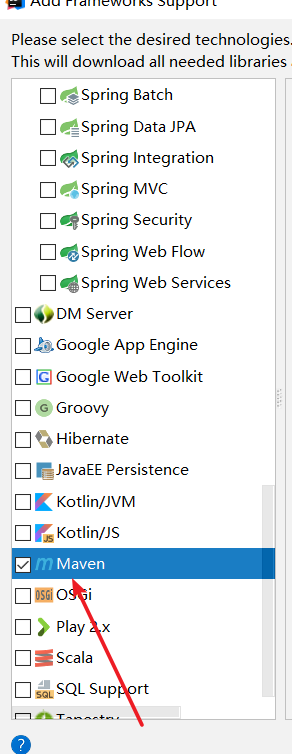 Add Frameworks Support
Please select the desired technologies.
This will download all needed libraries
Spring Batch
Spring Data JPA
Spring Integration
Spring MVC
Spring Security
Spring Web Flow
Spring Web Services
DM Server
Google App Engine
Google Web Toolkit
Groovy
Hibernate
JavaEE Persistence
Kotlin/JVM
Kotlin/JS
Maven
OSGi
Play 2.x
Scala
SQL Support
Tapestry